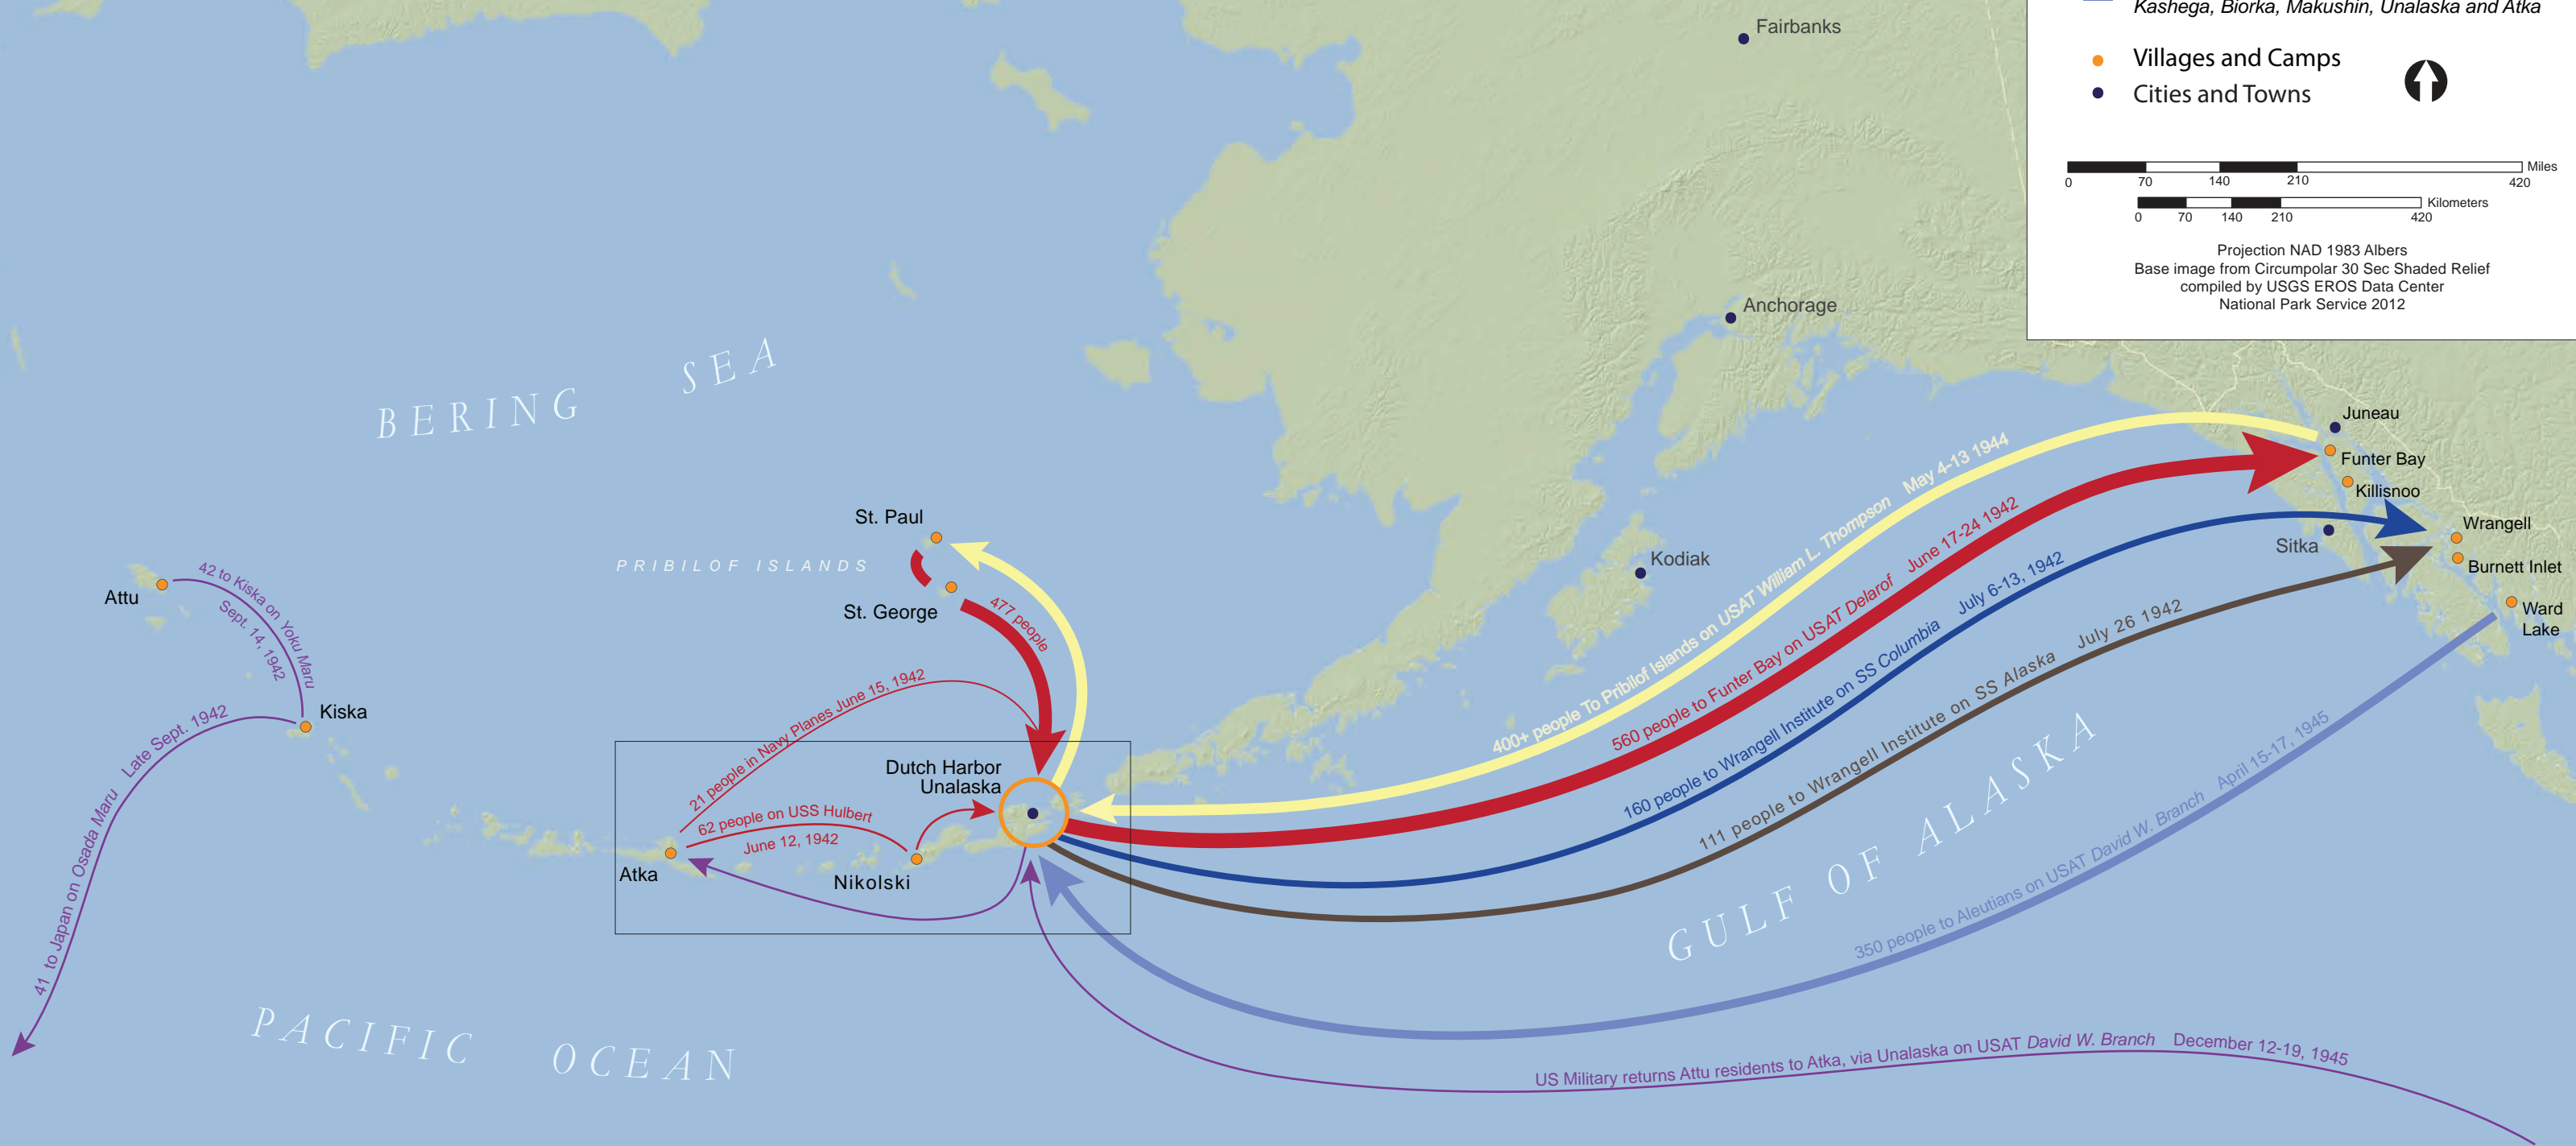 Kashega, Biorka, Makushin, Unalaska and Atka
Villages and Camps
Cities and Towns
Miles
0 70 140 210 420
Kilometers
0 70 140 210 420
Projection NAD 1983 Albers
Base image from Circumpolar 30 Sec Shaded Relief
compiled by USGS EROS Data Center
National Park Service 2012
Fairbanks
Anchorage
BERING SEA
Juneau
Funter Bay
Killisnoo
Wrangell
Sitka
Burnett Inlet
Ward
Lake
Kodiak
St. Paul
PRIBILOF ISLANDS
St. George
477 people
Attu
42 to Kiska on Yoku Maru
Sept. 14, 1942
Kiska
Late Sept. 1942
41 to Japan on Osada Maru
21 people in Navy Planes June 15, 1942
Dutch Harbor
Unalaska
62 people on USS Hulbert
June 12, 1942
Atka
Nikolski
400+ people To Pribilof Islands on USAT William L. Thompson May 4-13 1944
560 people to Funter Bay on USAT Delarof June 17-24 1942
160 people to Wrangell Institute on SS Columbia July 6-13, 1942
111 people to Wrangell Institute on SS Alaska July 26 1942
GULF OF ALASKA
350 people to Aleutians on USAT David W. Branch April 15-17, 1945
PACIFIC OCEAN
US Military returns Attu residents to Atka, via Unalaska on USAT David W. Branch December 12-19, 1945